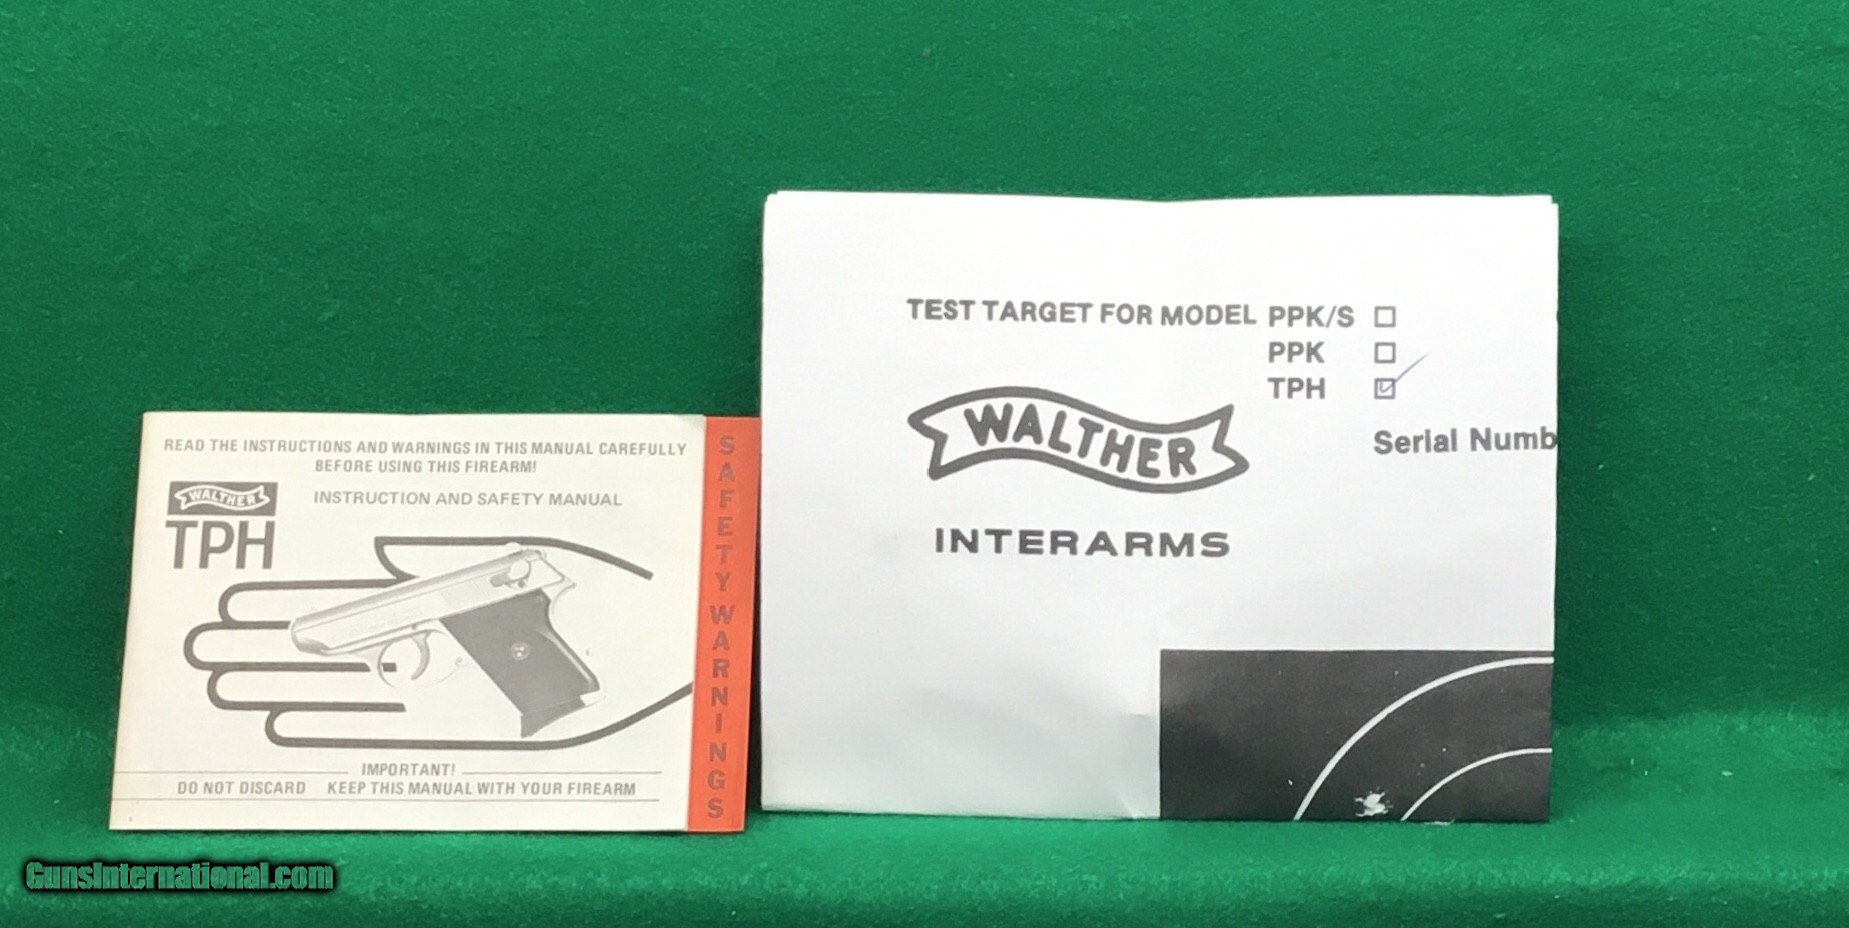 READ THE INSTRUCTIONS AND WARNINGS IN THIS MANUAL CAREFULLY
BEFORE USING THIS FIREARM!
WALTHER
INSTRUCTION AND SAFETY MANUAL
TPH
IMPORTANT!
DO NOT DISCARD KEEP THIS MANUAL WITH YOUR FIREARM
SAFETY WARNINGS
TEST TARGET FOR MODEL PPK/S
PPK
TPH
Serial Numb
WALTHER
INTERARMS
GunsInternational.com